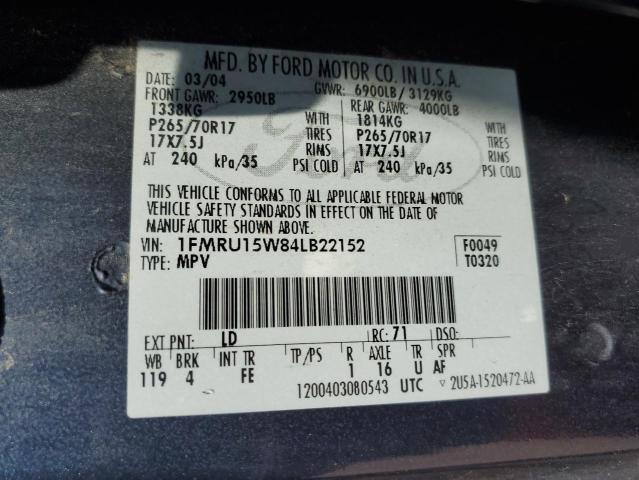 MFD. BY FORD MOTOR CO. IN U.S.A.
DATE: 03/04 GVWR: 6900LB / 3129KG
FRONT GAWR: 2950LB REAR GAWR: 4000LB
1338KG WITH 1814KG WITH
P265/70R17 TIRES P265/70R17 TIRES
17X7.5J RIMS 17X7.5J RIMS
AT 240 kPa/35 PSI COLD AT 240 kPa/35 PSI COLD
Ford
THIS VEHICLE CONFORMS TO ALL APPLICABLE FEDERAL MOTOR
VEHICLE SAFETY STANDARDS IN EFFECT ON THE DATE OF
MANUFACTURE SHOWN ABOVE.
VIN: 1FMRU15W84LB22152 F0049
TYPE: MPV T0320
EXT PNT: LD RC: 71 DSO:
WB BRK INT TR TP/PS R AXLE TR SPR
119 4 FE 1 16 U AF
1200403080543 UTC ▽ 2U5A-1520472-AA